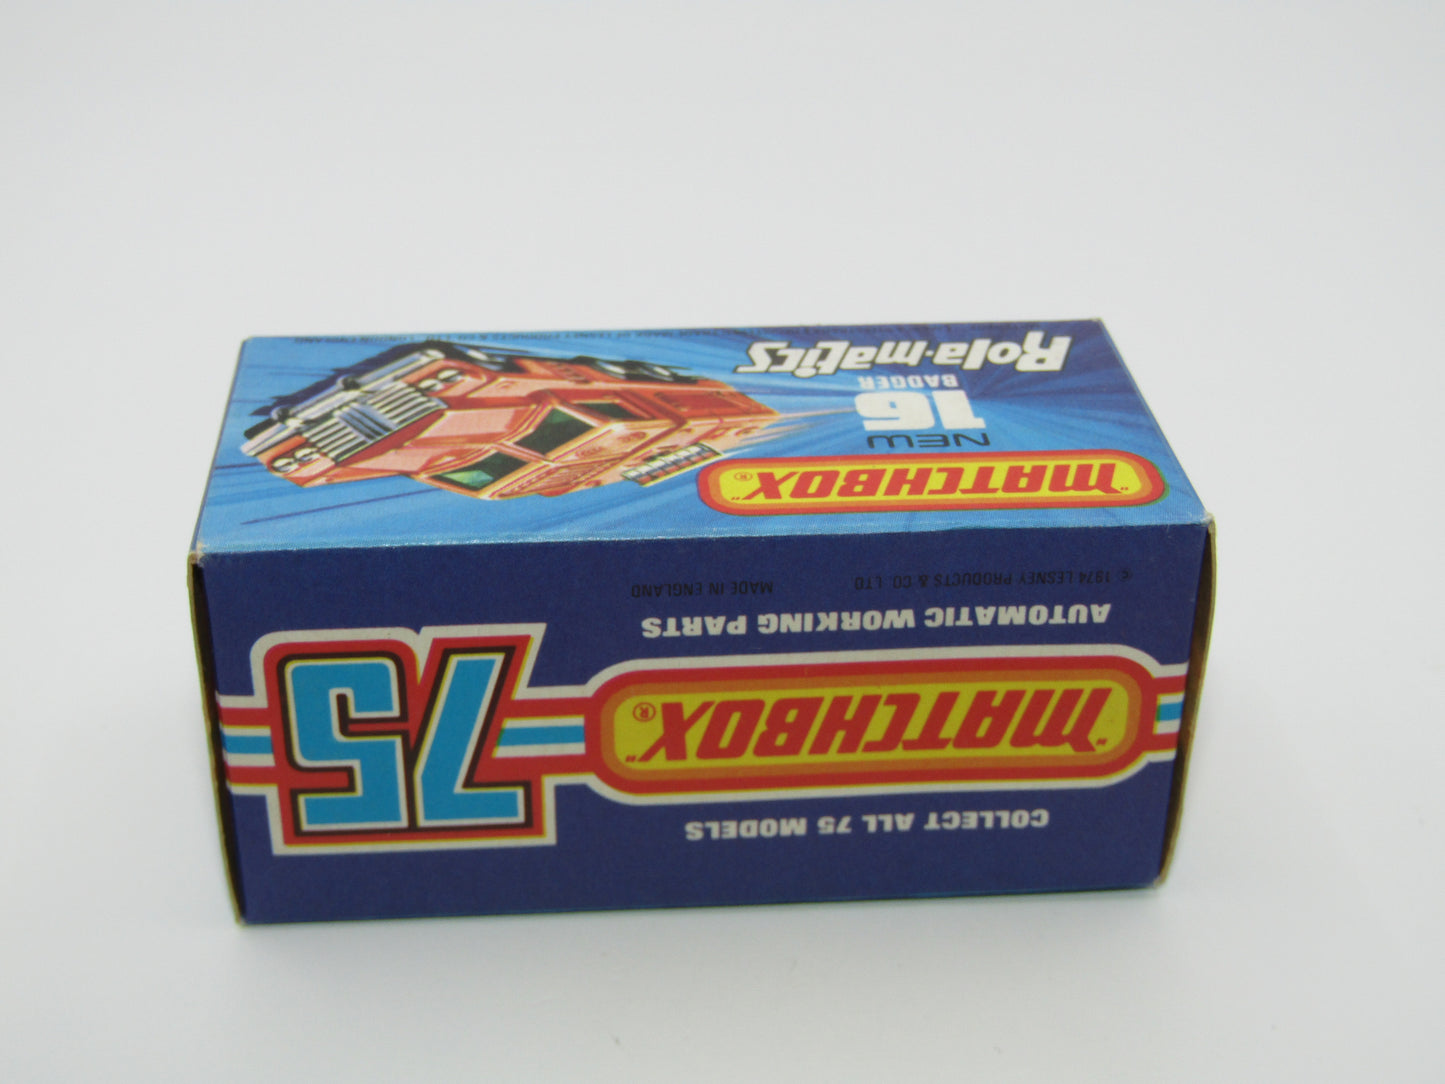 "MATCHBOX"®
NEW
16
BADGER
Rola-matics
COLLECT ALL 75 MODELS
"MATCHBOX"®
75
AUTOMATIC WORKING PARTS
© 1974 LESNEY PRODUCTS & CO. LTD
MADE IN ENGLAND